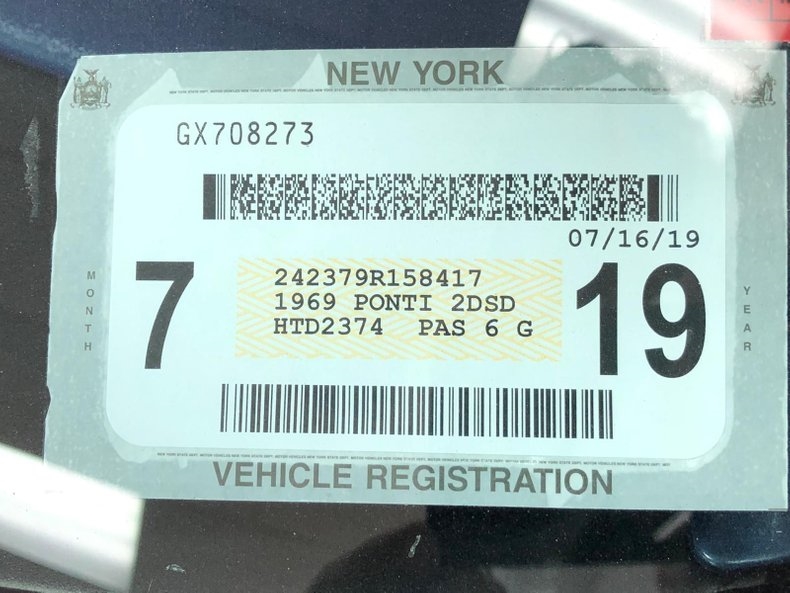 NEW YORK
GX708273
07/16/19
MONTH
7
242379R158417
1969 PONTI 2DSD
HTD2374 PAS 6 G
19
YEAR
VEHICLE REGISTRATION